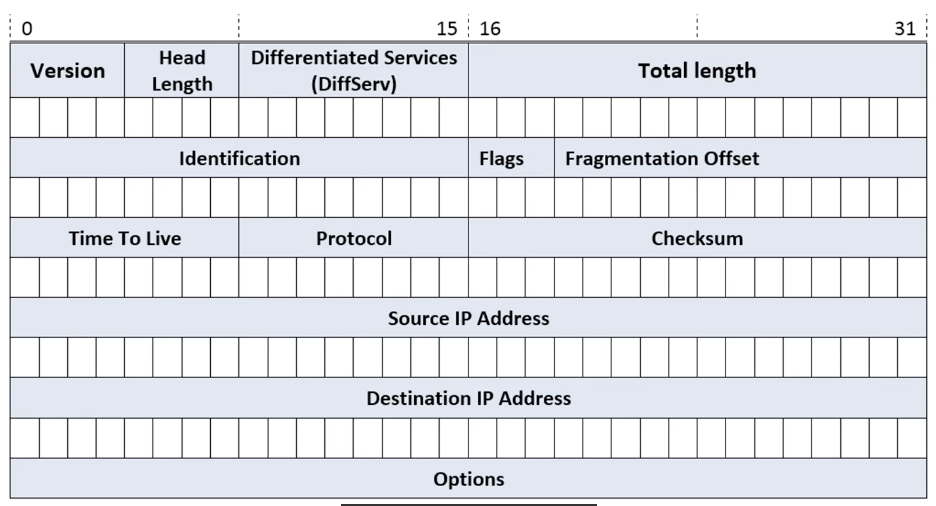 0 15 16 31
Version Head Length Differentiated Services (DiffServ) Total length
Identification Flags Fragmentation Offset
Time To Live Protocol Checksum
Source IP Address
Destination IP Address
Options